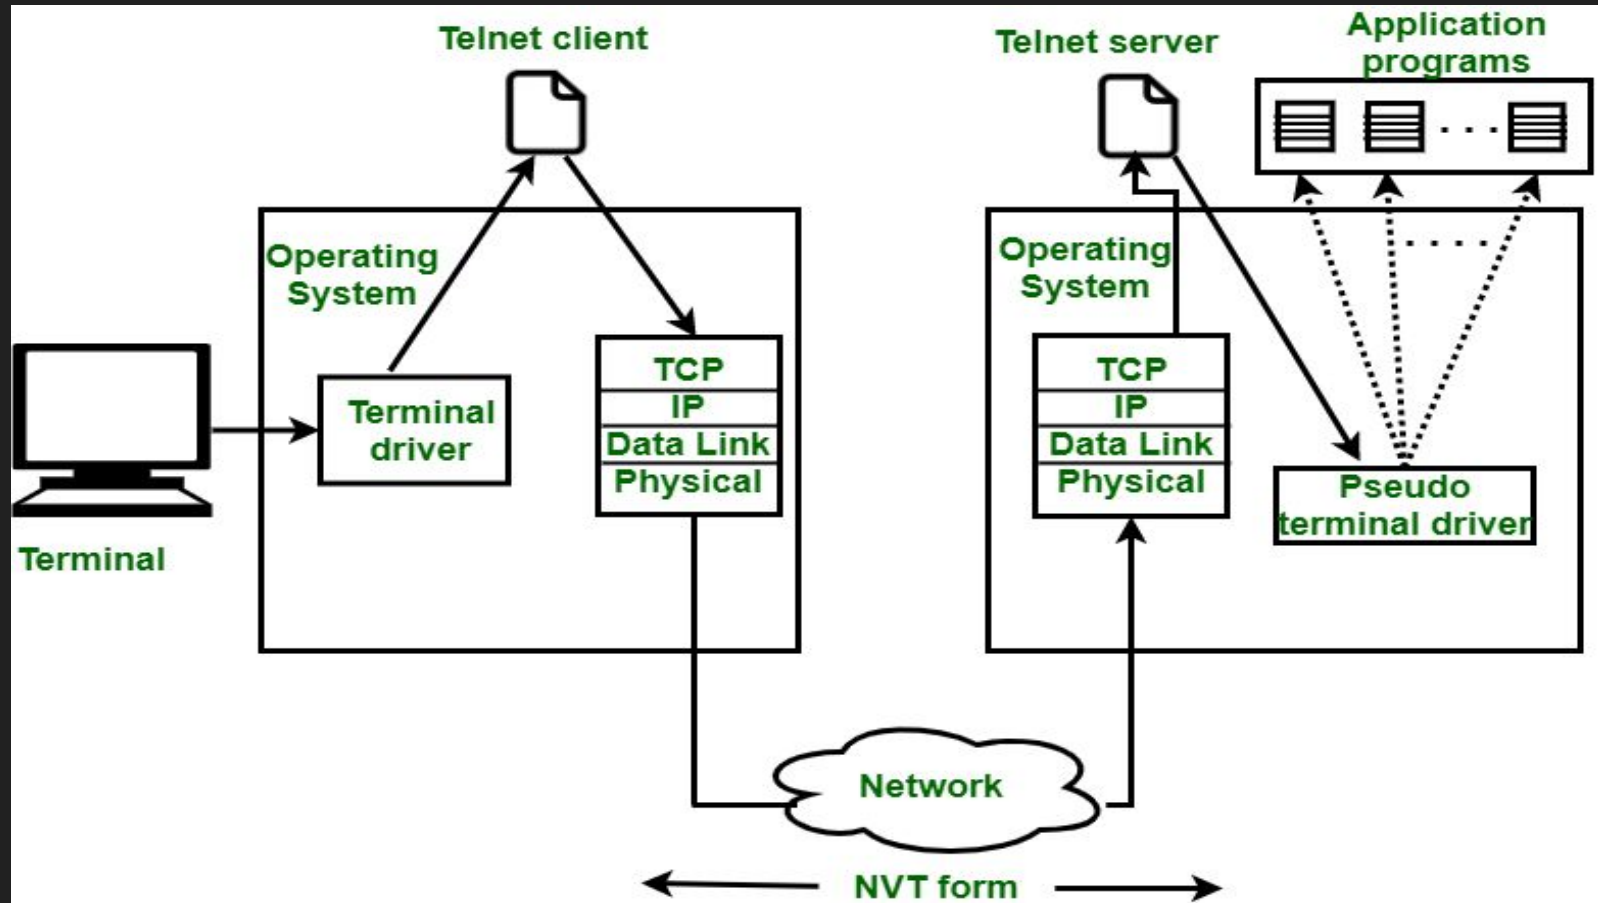 Telnet client
Telnet server
Application
programs
Operating
System
Operating
System
Terminal
driver
TCP
IP
Data Link
Physical
TCP
IP
Data Link
Physical
Pseudo
terminal driver
Terminal
Network
NVT form